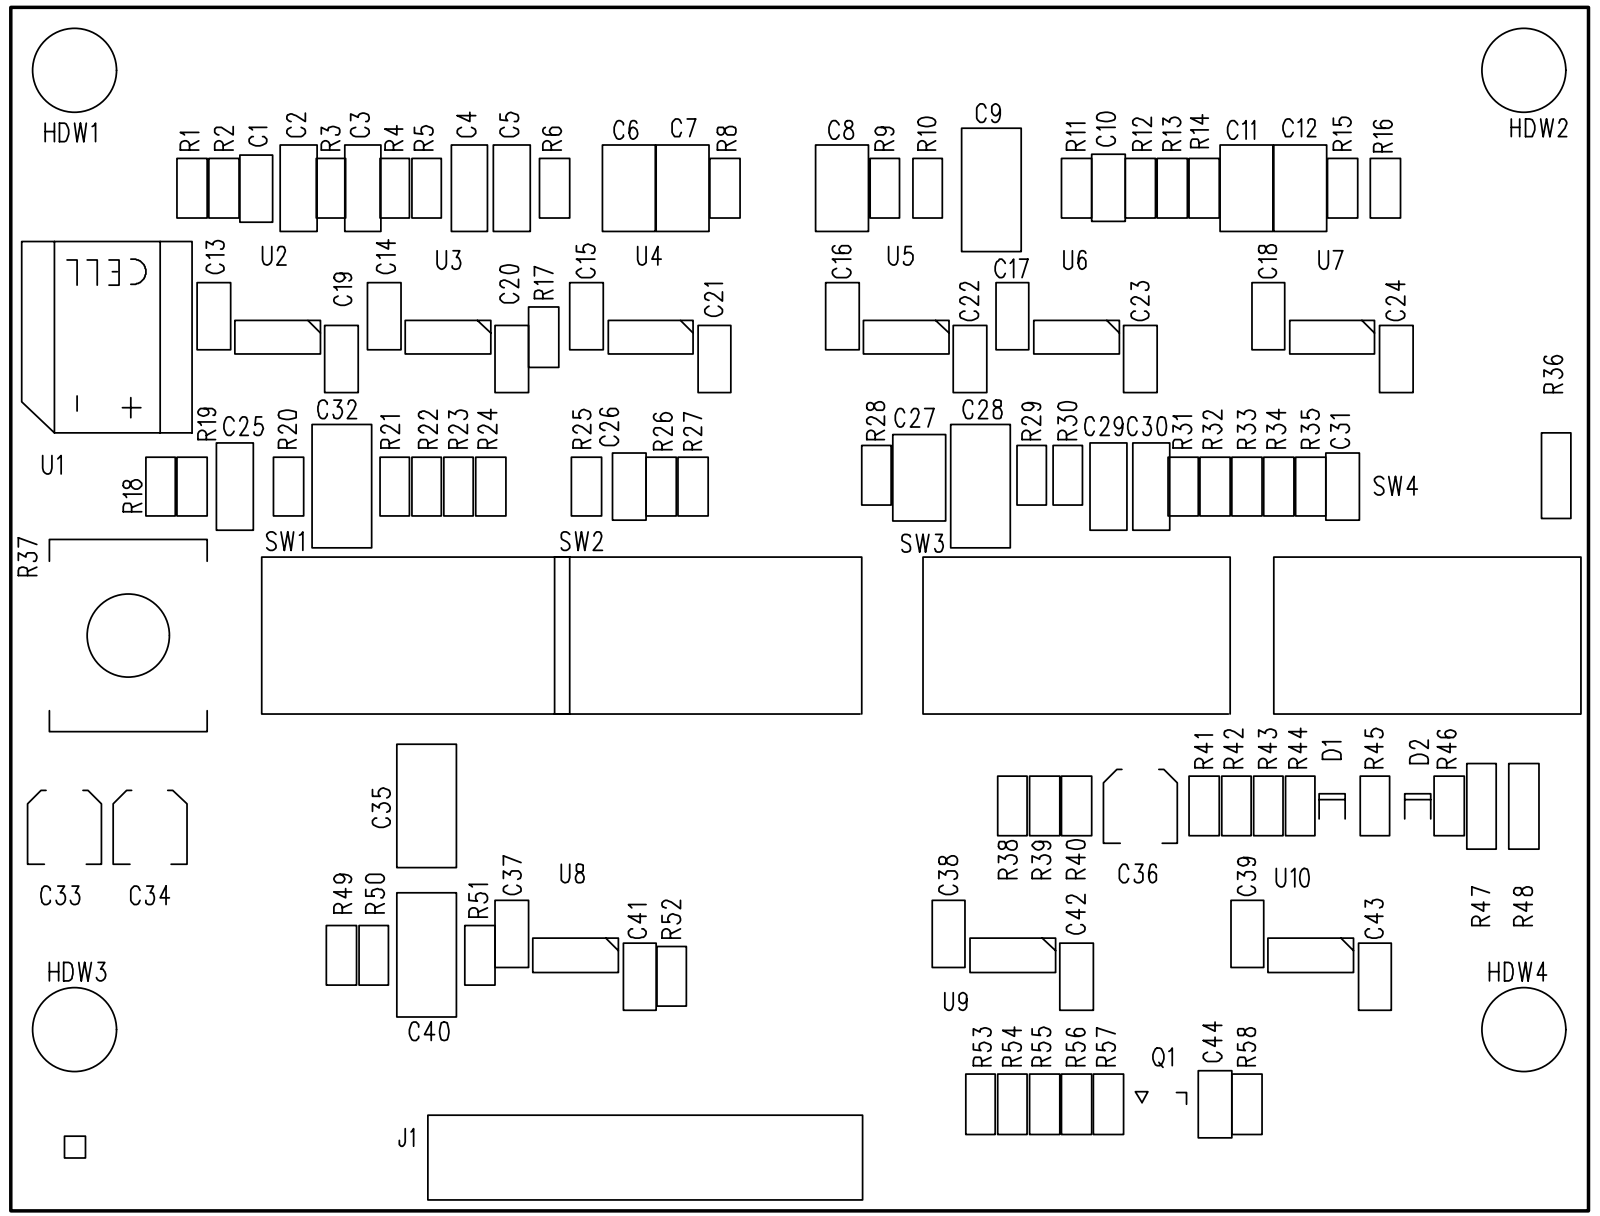 HDW1
HDW2
R1 R2 C1 C2 R3 C3 R4 R5 C4 C5 R6 C6 C7 R8 C8 R9 R10 C9 R11 C10 R12 R13 R14 C11 C12 R15 R16
U2 U3 U4 U5 U6 U7
C13 C14 C15 C16 C17 C18
CELL
C19 C20 R17 C21 C22 C23 C24
- +
R36
R19 C25 R20 C32 R21 R22 R23 R24 R25 C26 R26 R27 R28 C27 C28 R29 R30 C29 C30 R31 R32 R33 R34 R35 C31
U1
R18
SW4
R37
SW1 SW2 SW3
R41 R42 R43 R44 D1 R45 D2 R46
C35
R38 R39 R40 C36
C33 C34
U8
C37 C38 C39 U10
R49 R50 R51 C41 R52 C42 C43 R47 R48
HDW3
HDW4
U9
C40
R53 R54 R55 R56 R57 Q1 C44 R58
J1